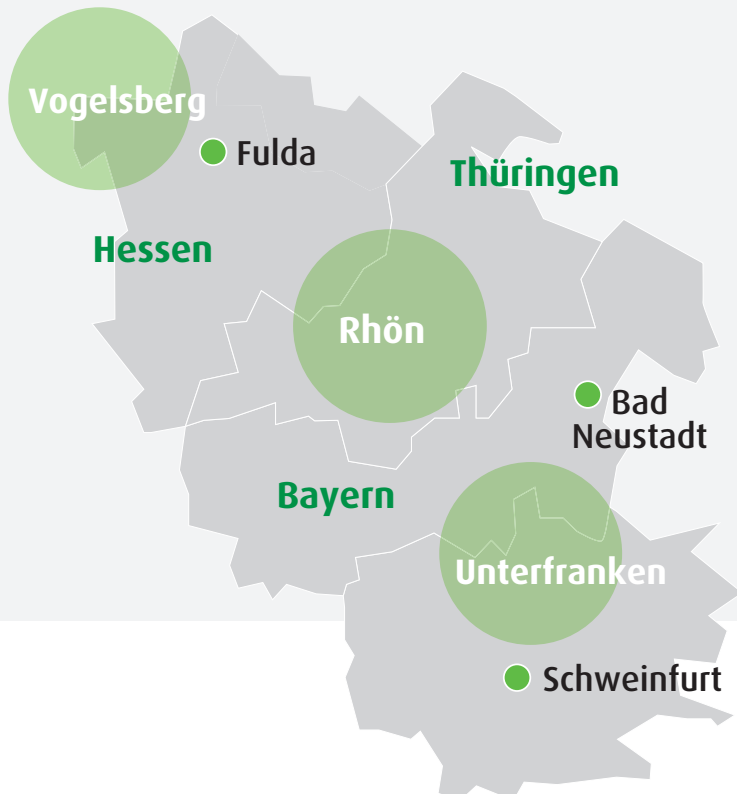 Vogelsberg
Fulda
Thüringen
Hessen
Rhön
Bad
Neustadt
Bayern
Unterfranken
Schweinfurt